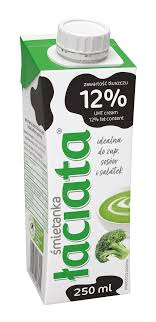 zawartość tłuszczu
12%
UHT cream
12% fat content
idealna
do zup,
sosów
i sałatek
śmietanka
łaciata
250 ml